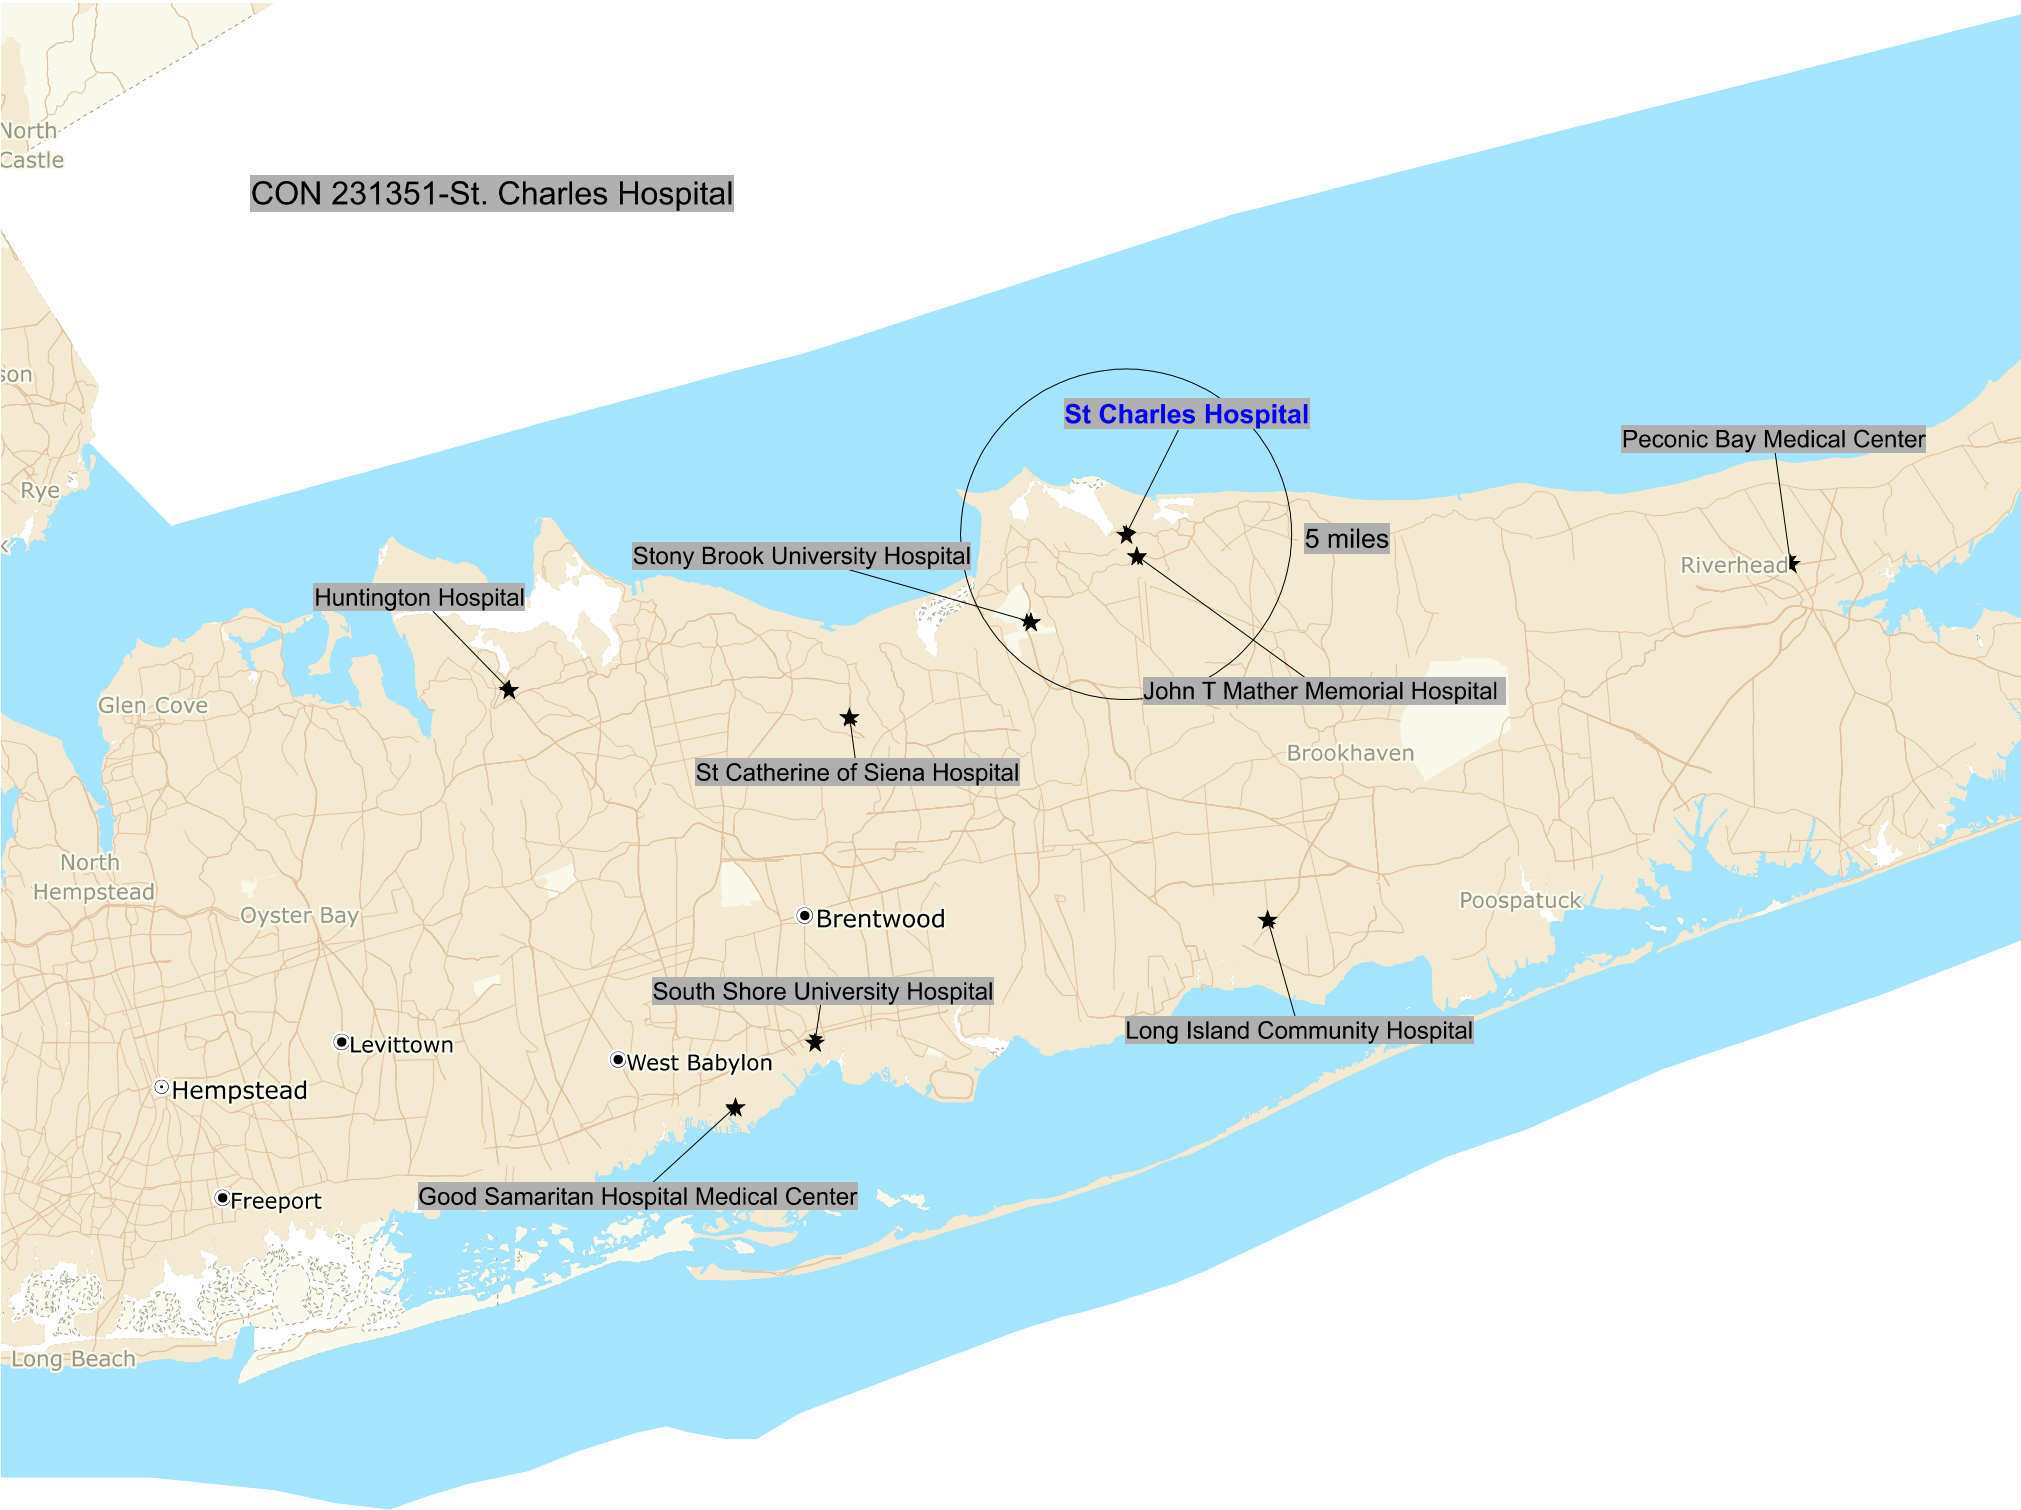 North
Castle
CON 231351-St. Charles Hospital
son
St Charles Hospital
Peconic Bay Medical Center
Rye
5 miles
k
Stony Brook University Hospital
Riverhead
Huntington Hospital
John T Mather Memorial Hospital
Glen Cove
Brookhaven
St Catherine of Siena Hospital
North
Hempstead
Poospatuck
Oyster Bay
Brentwood
South Shore University Hospital
Long Island Community Hospital
Levittown
West Babylon
Hempstead
Good Samaritan Hospital Medical Center
Freeport
Long Beach